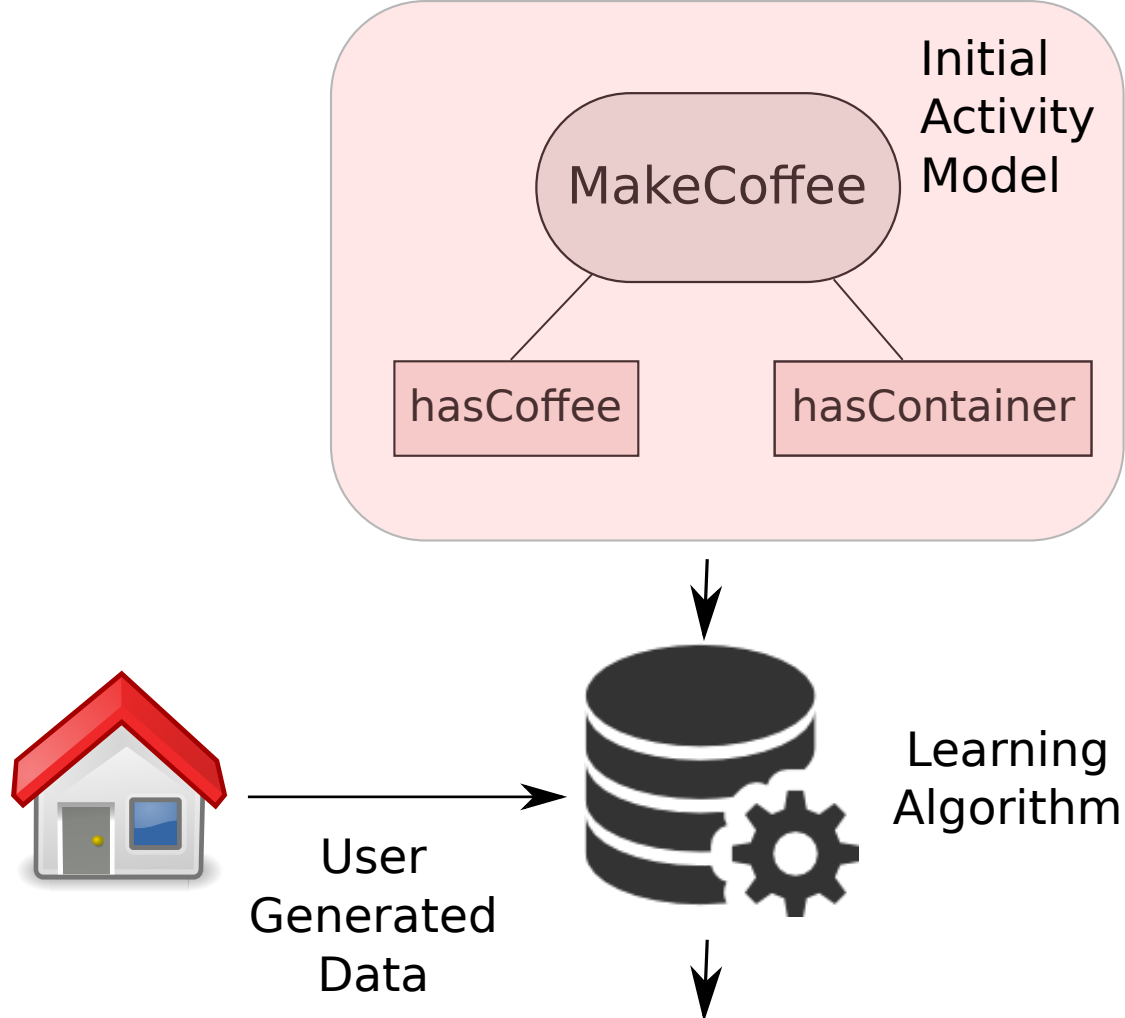 Initial
Activity
Model
MakeCoffee
hasCoffee
hasContainer
Learning
Algorithm
User
Generated
Data